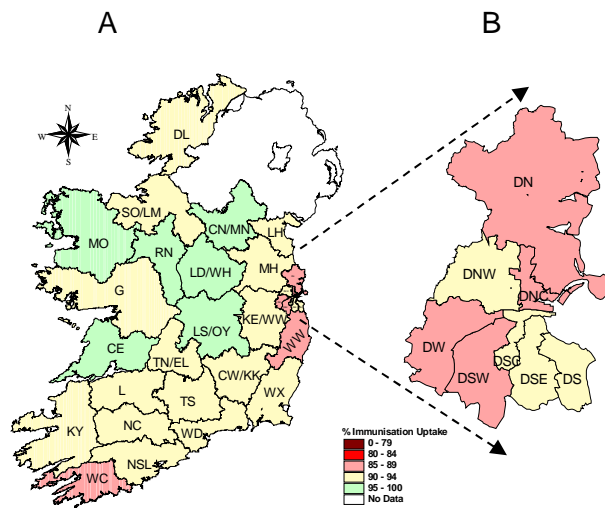 A
B
N
W E
S
DL
DN
SO/LM
CN/MN
LH
MO
RN
LD/WH
MH
DNW
G
DNC
LS/OY
KE/WW
CE
WW
DW
DSC
TN/EL
DSW
DSE
DS
CW/KK
L
TS
WX
KY
NC
WD
NSL
WC
% Immunisation Uptake
0 - 79
80 - 84
85 - 89
90 - 94
95 - 100
No Data